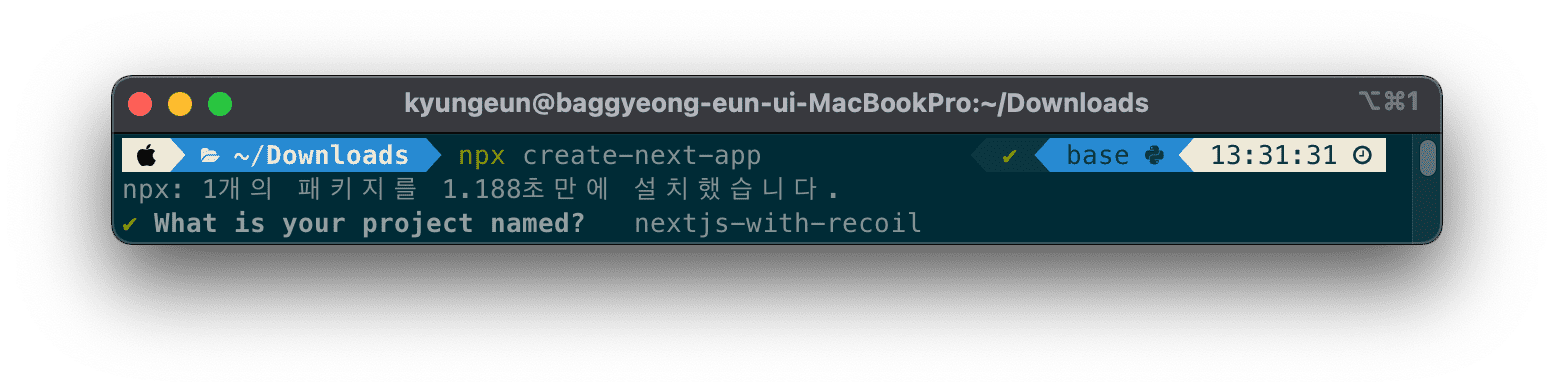 kyungeun@baggyeong-eun-ui-MacBookPro:~/Downloads ⌥⌘1
~/Downloads npx create-next-app ✔ base 13:31:31
npx: 1개의 패키지를 1.188초만에 설치했습니다.
✔ What is your project named? nextjs-with-recoil